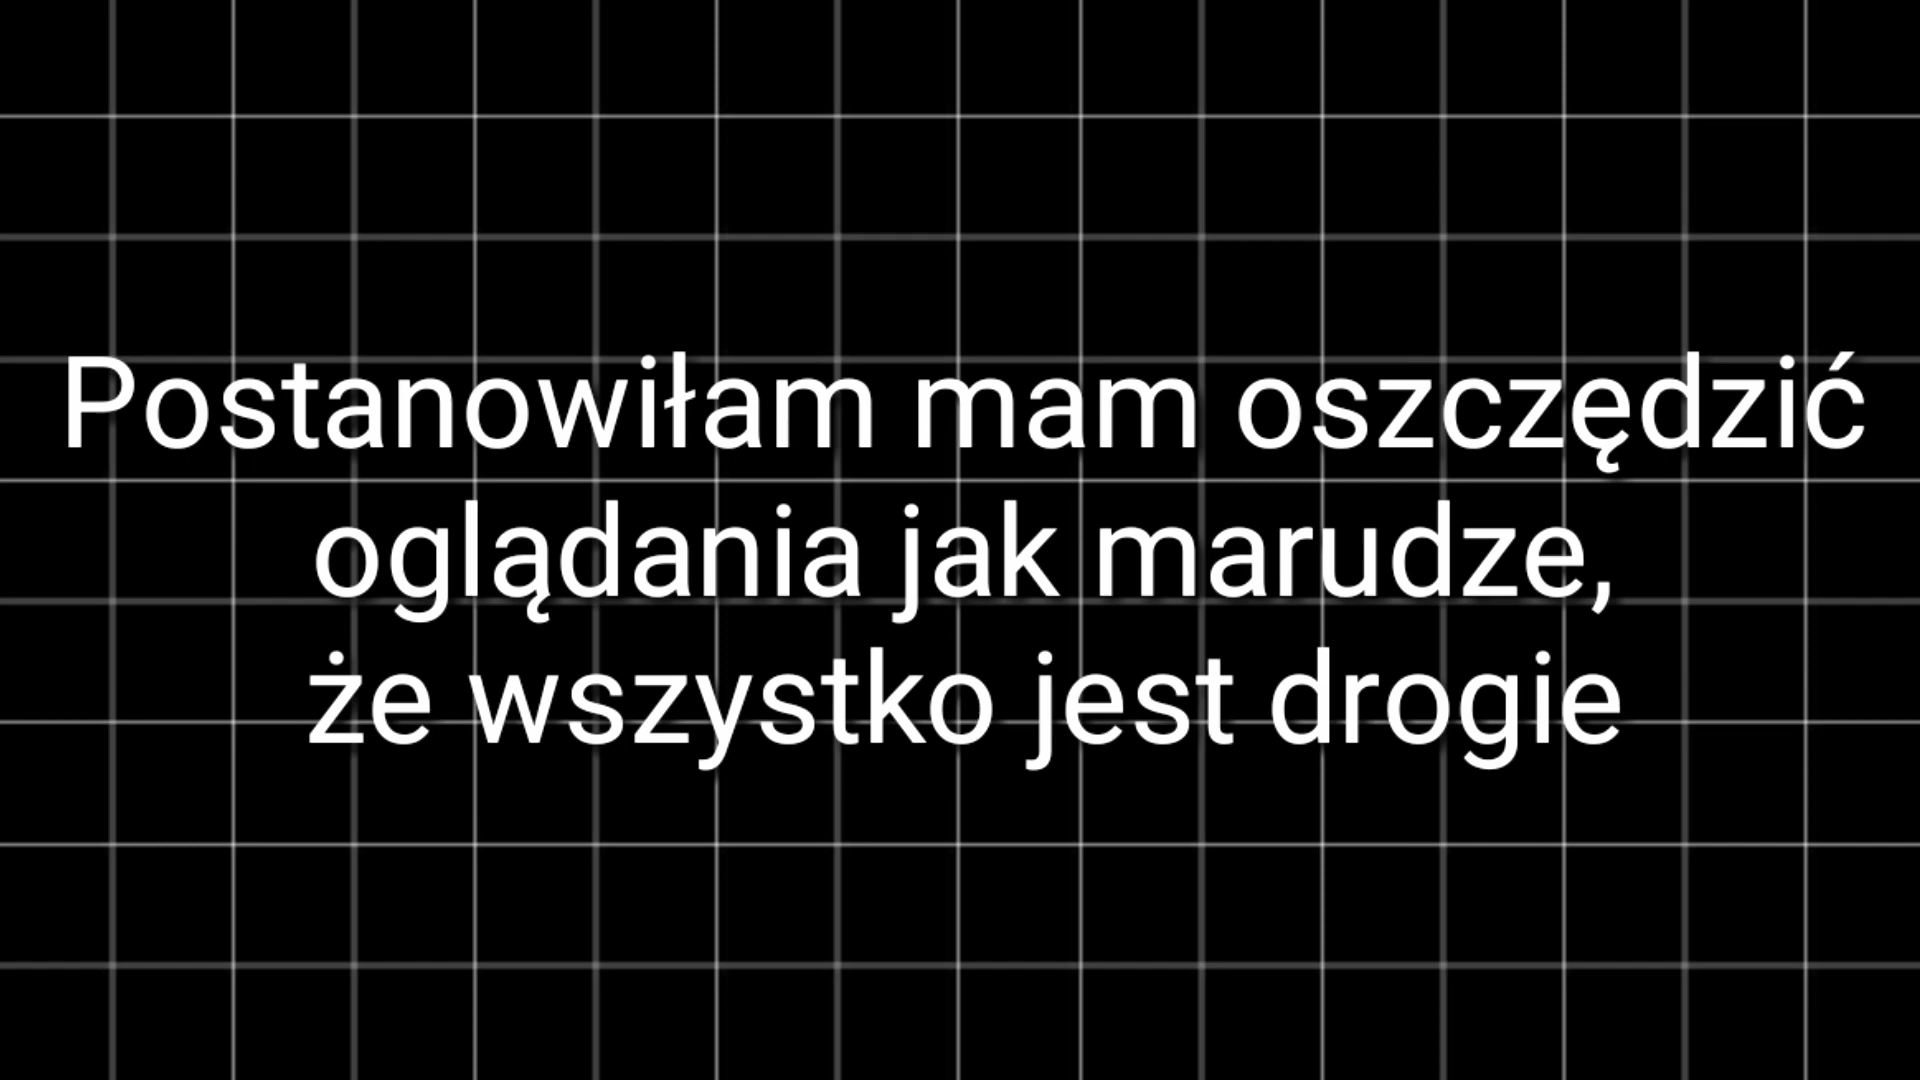 Postanowiłam mam oszczędzić
oglądania jak marudze,
że wszystko jest drogie